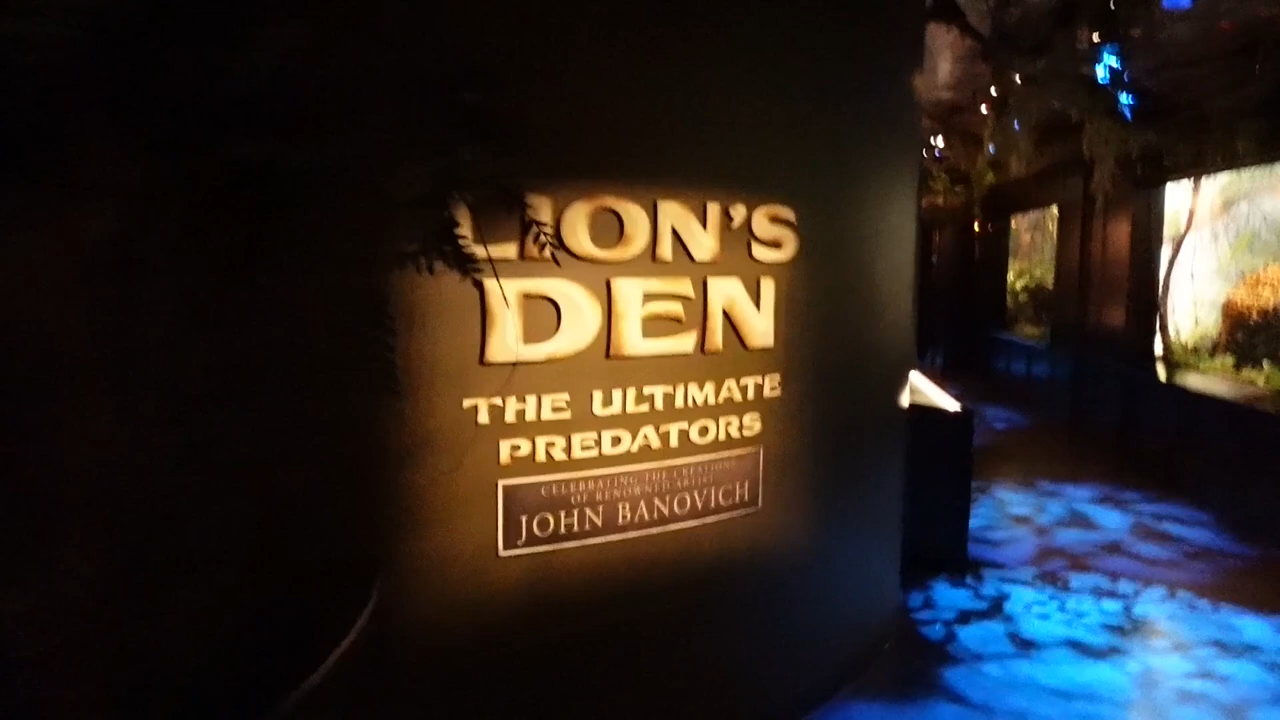 LION'S
DEN
THE ULTIMATE
PREDATORS
CELEBRATING THE CREATIONS
OF RENOWNED ARTIST
JOHN BANOVICH